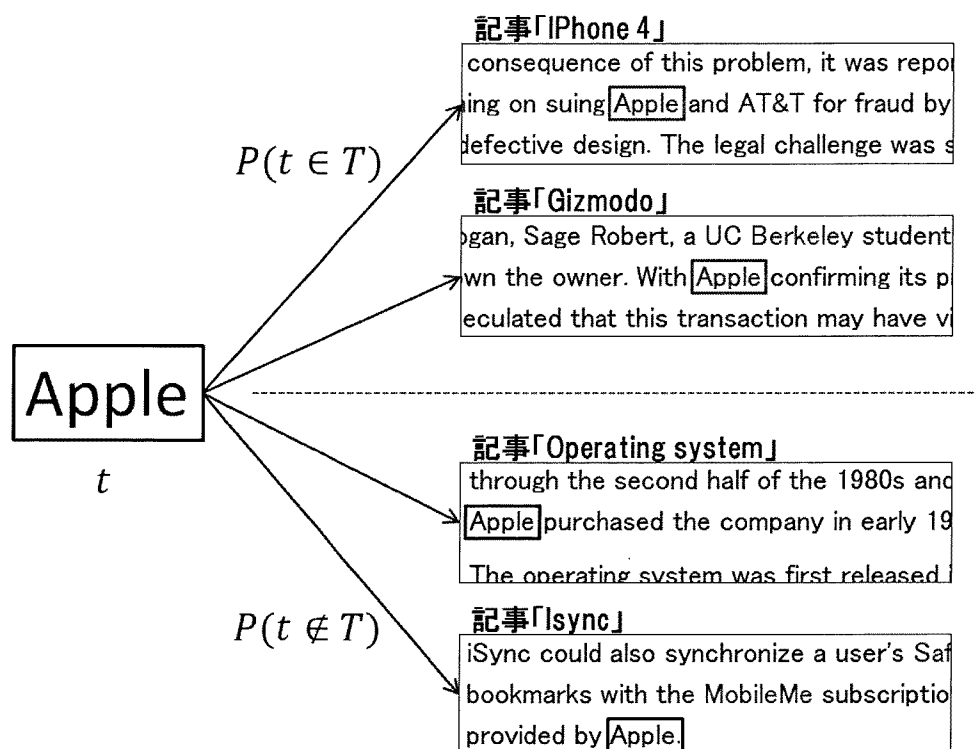 記事「IPhone 4」
consequence of this problem, it was repor
ing on suing Apple and AT&T for fraud by
defective design. The legal challenge was s
P(t ∈ T)
記事「Gizmodo」
ogan, Sage Robert, a UC Berkeley student
wn the owner. With Apple confirming its p
eculated that this transaction may have vi
Apple
t
記事「Operating system」
through the second half of the 1980s and
Apple purchased the company in early 19
The operating system was first released i
P(t ∉ T)
記事「Isync」
iSync could also synchronize a user's Saf
bookmarks with the MobileMe subscriptio
provided by Apple.